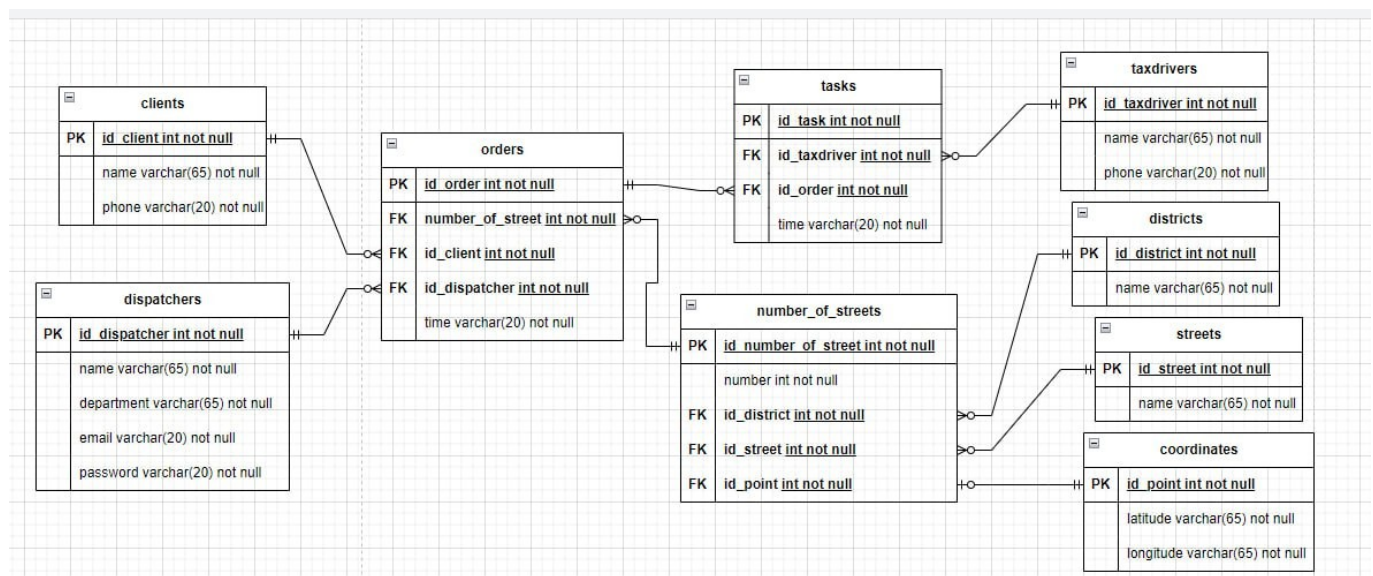 clients
PK id_client int not null
name varchar(65) not null
phone varchar(20) not null
dispatchers
PK id_dispatcher int not null
name varchar(65) not null
department varchar(65) not null
email varchar(20) not null
password varchar(20) not null
orders
PK id_order int not null
FK number_of_street int not null
FK id_client int not null
FK id_dispatcher int not null
time varchar(20) not null
tasks
PK id_task int not null
FK id_taxdriver int not null
FK id_order int not null
time varchar(20) not null
number_of_streets
PK id_number_of_street int not null
number int not null
FK id_district int not null
FK id_street int not null
FK id_point int not null
taxdrivers
PK id_taxdriver int not null
name varchar(65) not null
phone varchar(20) not null
districts
PK id_district int not null
name varchar(65) not null
streets
PK id_street int not null
name varchar(65) not null
coordinates
PK id_point int not null
latitude varchar(65) not null
longitude varchar(65) not null